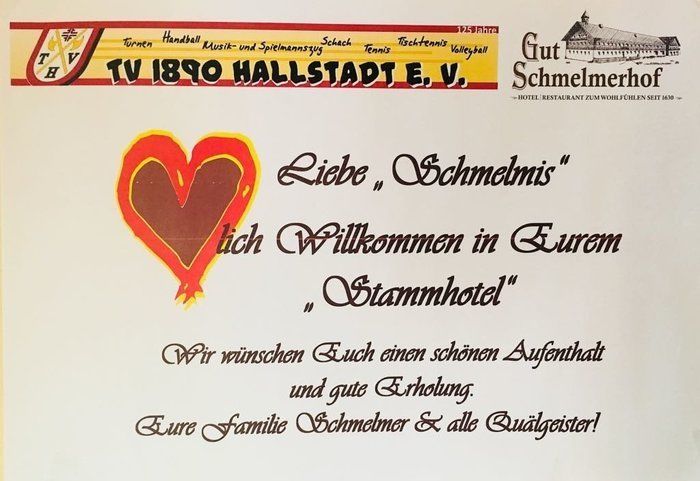 125 Jahre
Turnen Handball Musik- und Spielmannszug Schach Tennis Tischtennis Volleyball
TV 1890 HALLSTADT E. V.
T V H
Gut
Schmelmerhof
HOTEL | RESTAURANT ZUM WOHLFÜHLEN SEIT 1630
Liebe „Schmelmis“
lich Willkommen in Eurem
„Stammhotel“
Wir wünschen Euch einen schönen Aufenthalt
und gute Erholung.
Eure Familie Schmelmer & alle Quälgeister!